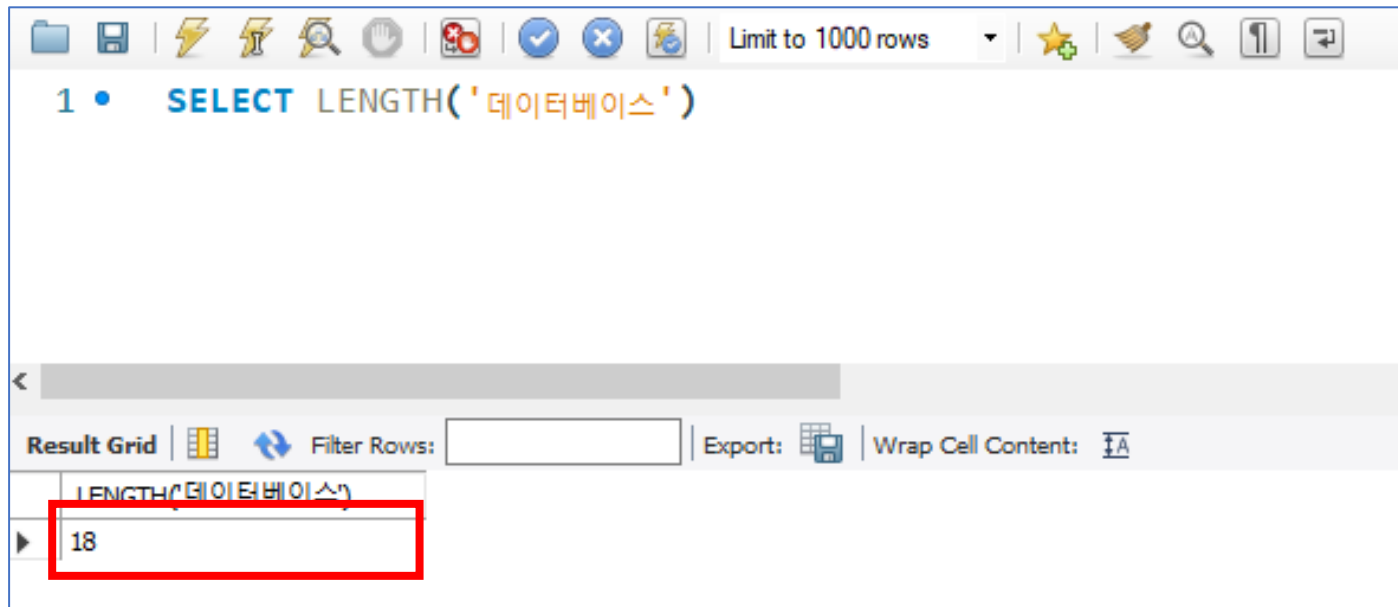 Limit to 1000 rows
1 SELECT LENGTH('데이터베이스')
Result Grid Filter Rows: Export: Wrap Cell Content:
LENGTH('데이터베이스')
18